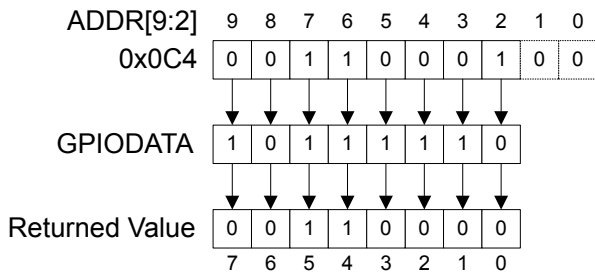 ADDR[9:2] 9 8 7 6 5 4 3 2 1 0
0x0C4 0 0 1 1 0 0 0 1 0 0
GPIODATA 1 0 1 1 1 1 1 0
Returned Value 0 0 1 1 0 0 0 0
7 6 5 4 3 2 1 0